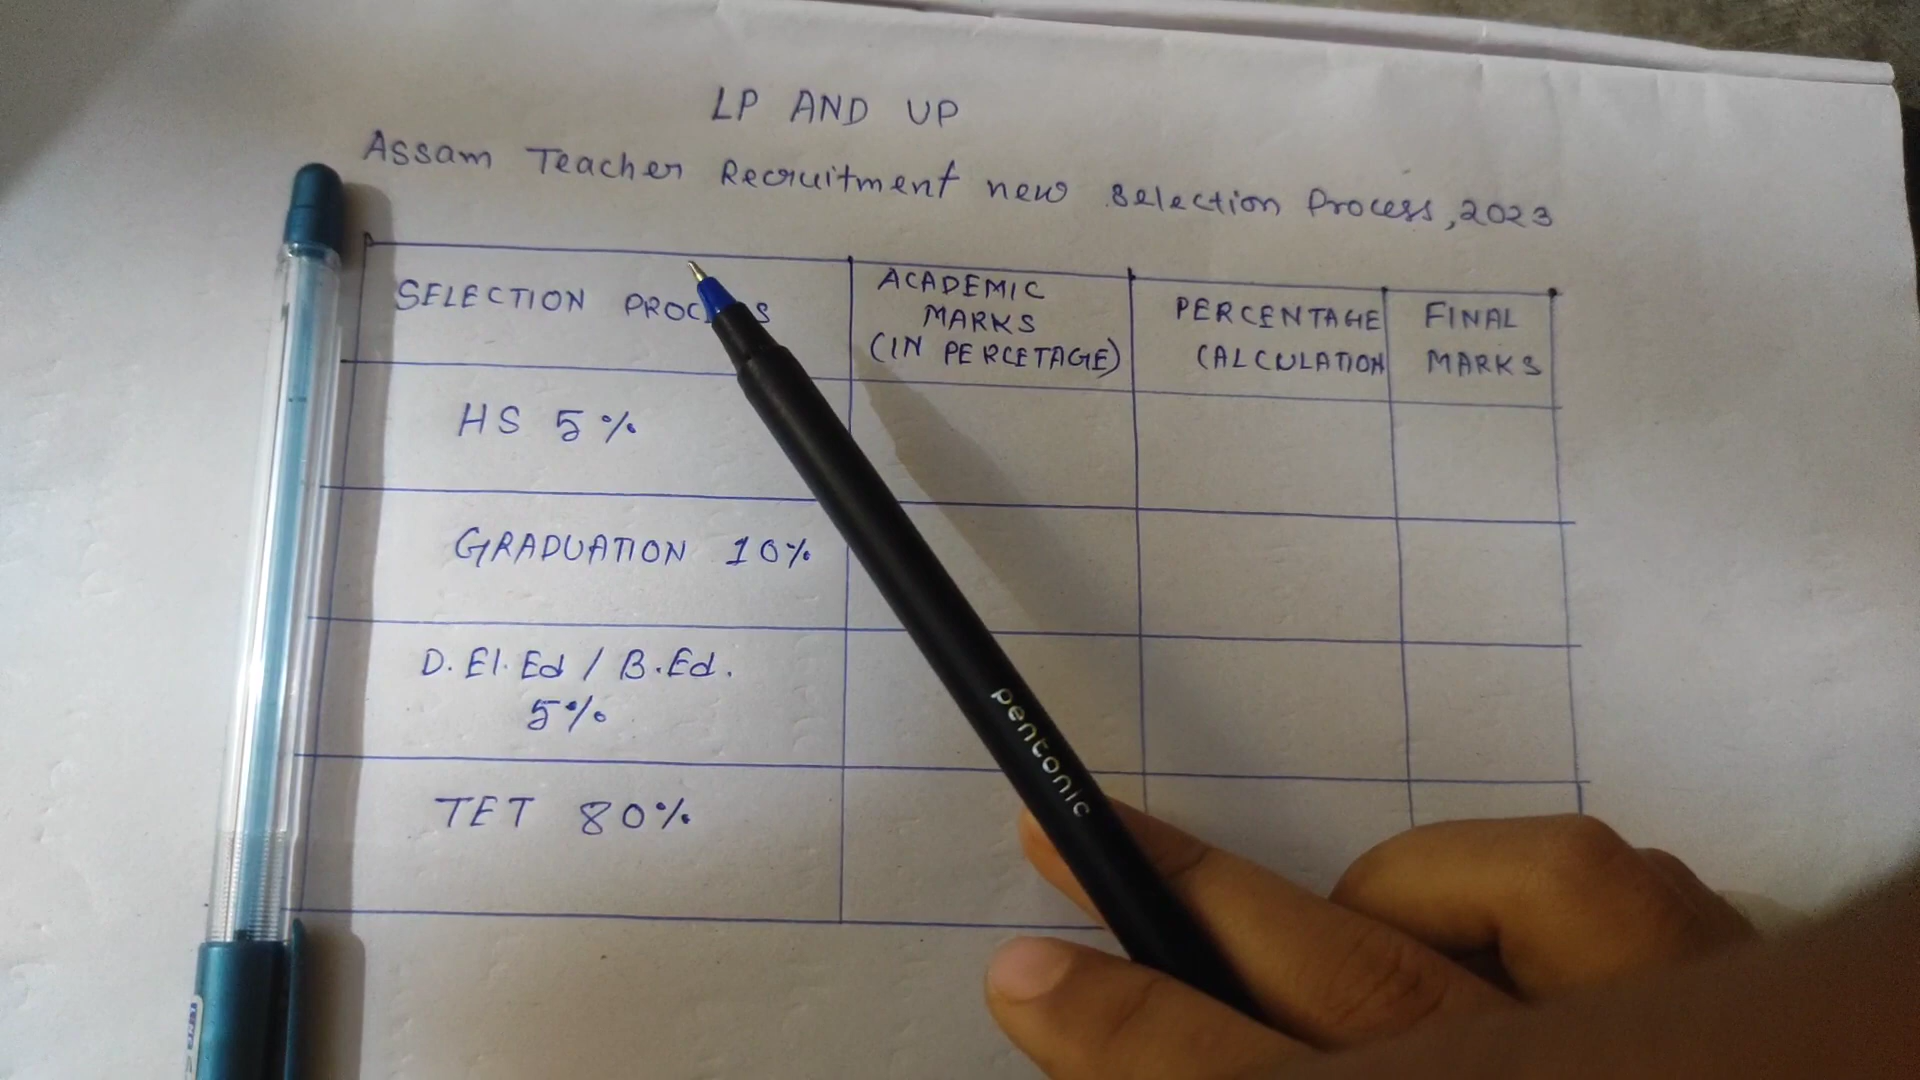 LP AND UP
Assam Teacher Recruitment new selection Process, 2023
SELECTION PROC S
ACADEMIC
MARKS
(IN PERCETAGE)
PERCENTAGE
CALCULATION
FINAL
MARKS
HS 5%
GRADUATION 10%
D. El. Ed / B.Ed.
5%
TET 80%
pentonic